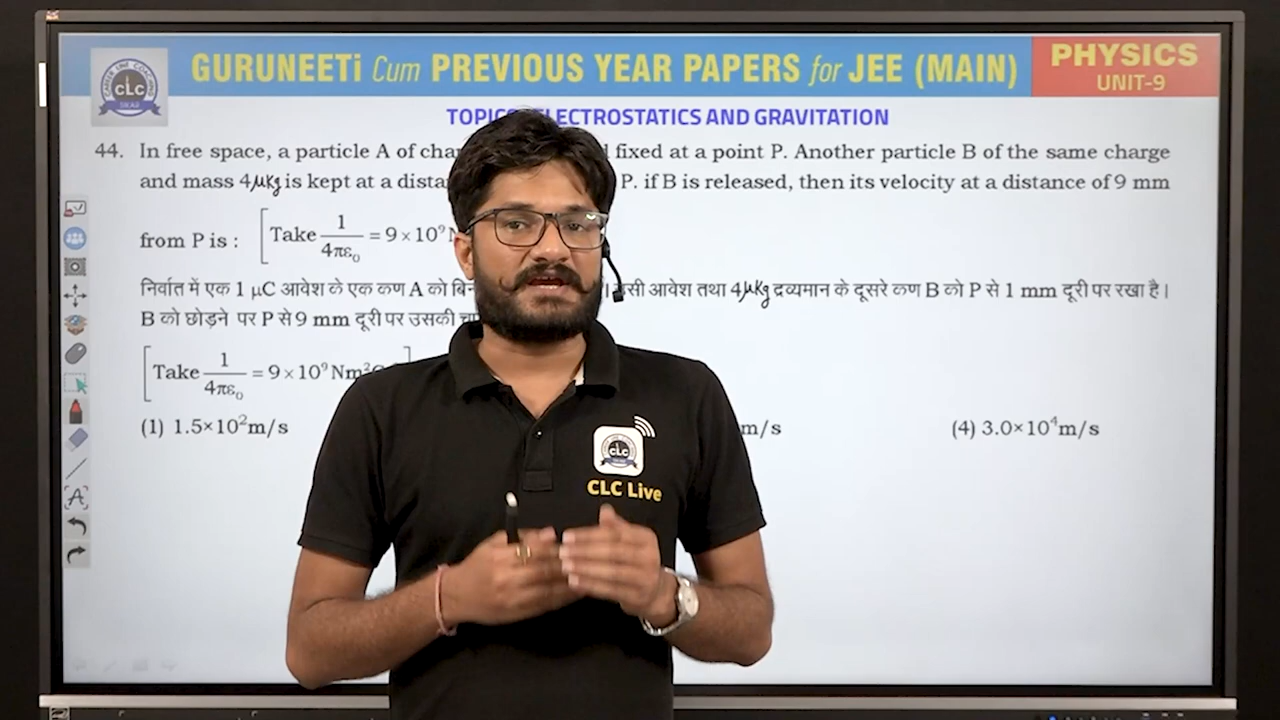 GURUNEETi Cum PREVIOUS YEAR PAPERS for JEE (MAIN)
PHYSICS
UNIT-9
CLC
ELECTROSTATICS AND GRAVITATION
44. In free space, a particle A of fixed at a point P. Another particle B of the same charge
and mass 4μkg is kept at a P. if B is released, then its velocity at a distance of 9 mm
from P is : [Take 1/4πε₀ = 9×10⁹
निर्वात में एक 1 μC आवेश के एक कण A को आवेश तथा 4μkg द्रव्यमान के दूसरे कण B को P से 1 mm दूरी पर रखा है।
B को छोड़ने पर P से 9 mm दूरी पर उसकी
[Take 1/4πε₀ = 9×10⁹ Nm²
(1) 1.5×10²m/s m/s (4) 3.0×10⁴m/s
CLC
CLC Live